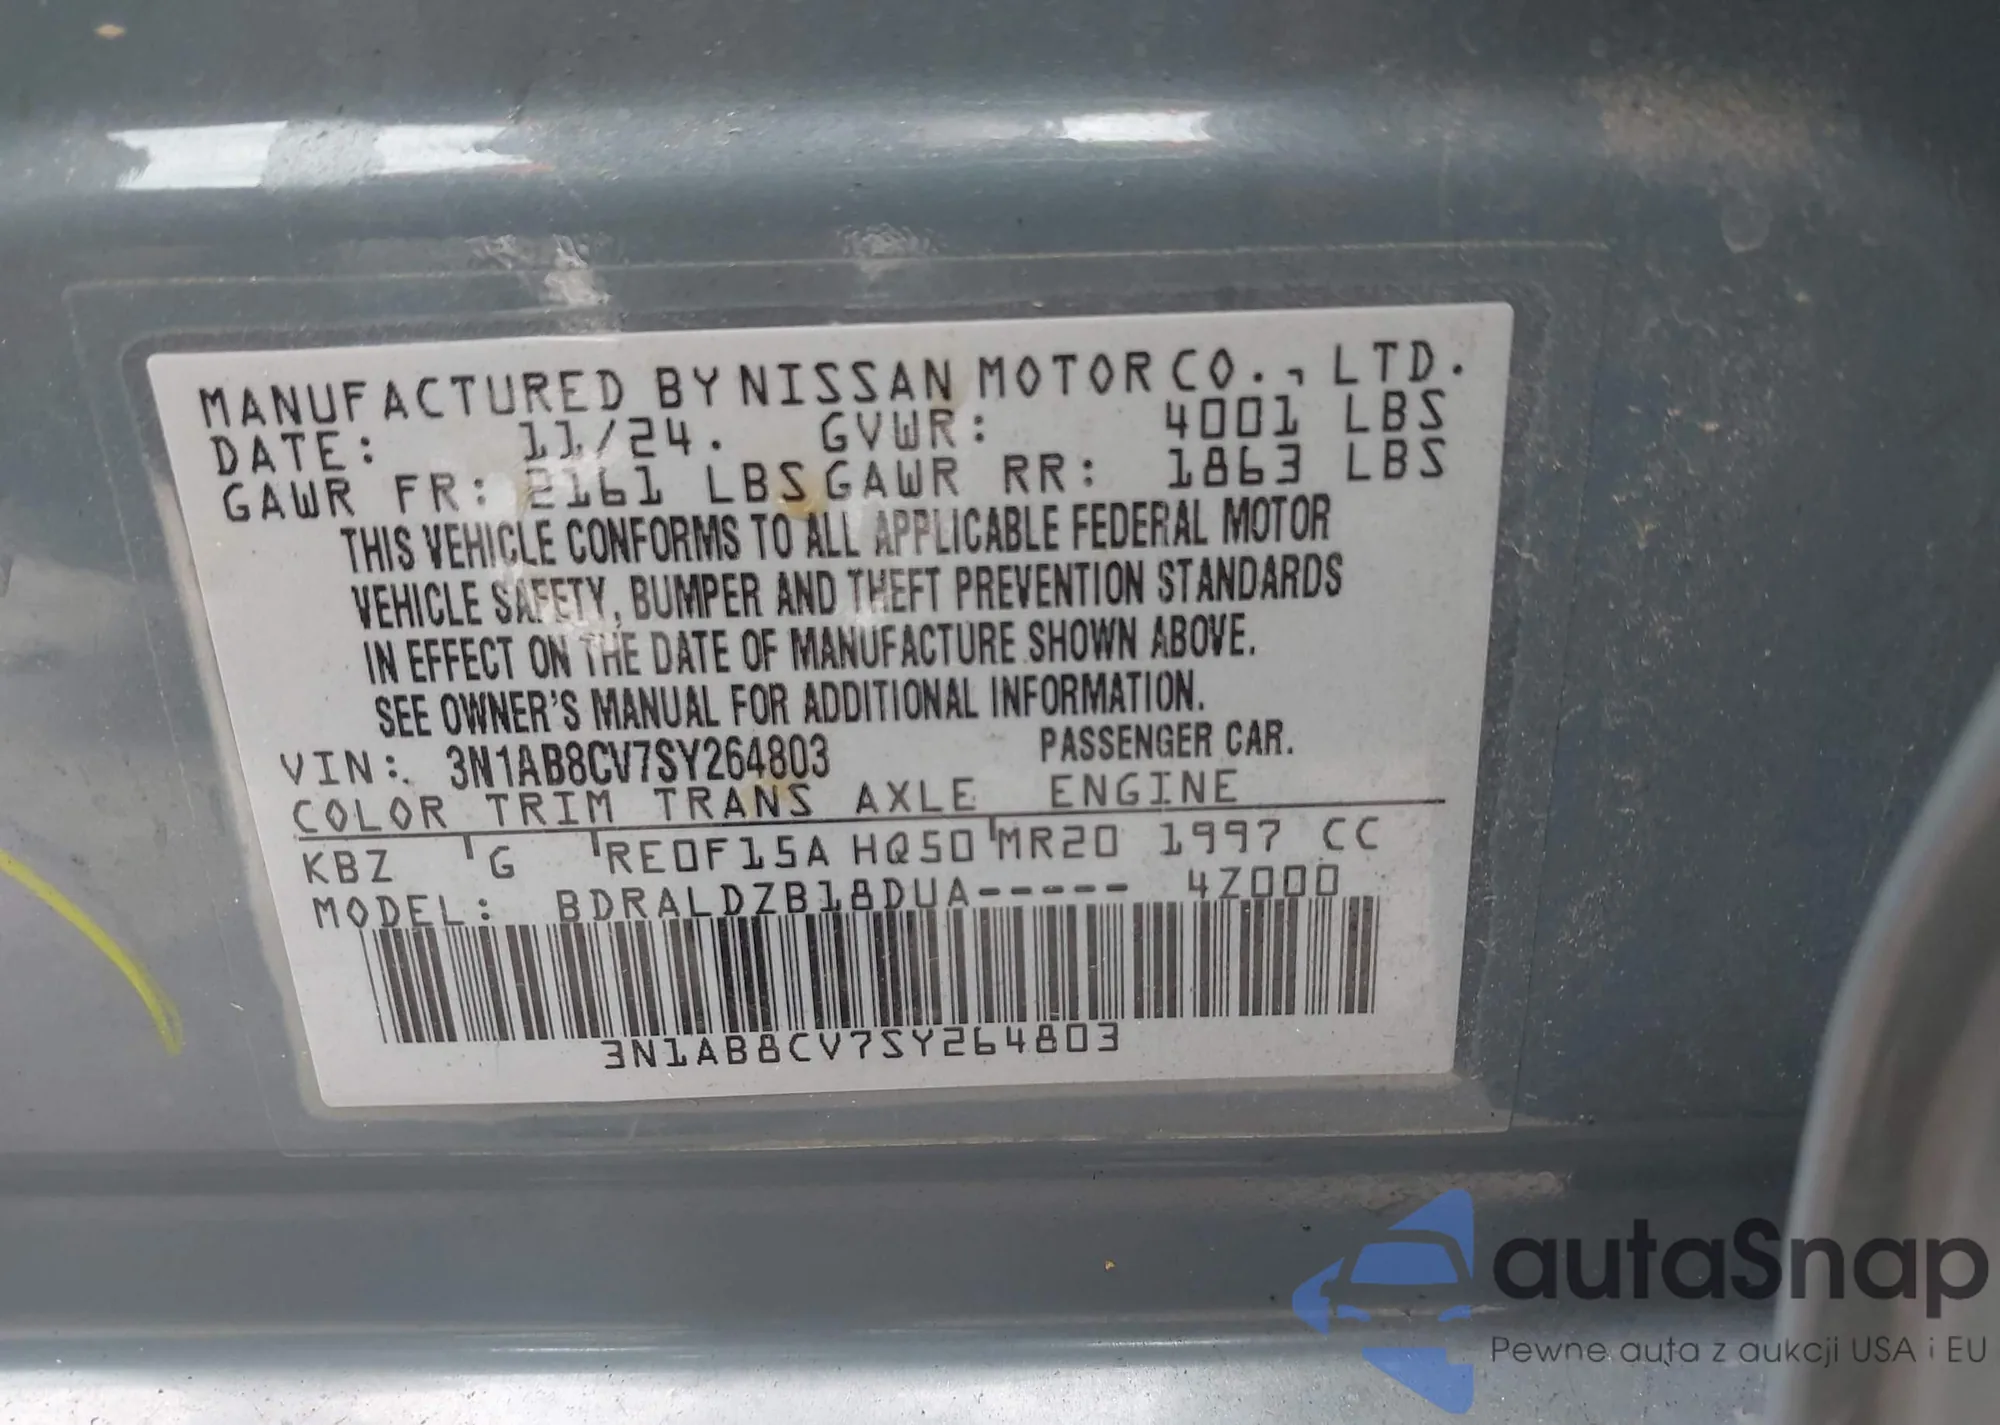 MANUFACTURED BY NISSAN MOTOR CO., LTD.
DATE: 11/24. GVWR: 4001 LBS
GAWR FR: 2161 LBS GAWR RR: 1863 LBS
THIS VEHICLE CONFORMS TO ALL APPLICABLE FEDERAL MOTOR
VEHICLE SAFETY, BUMPER AND THEFT PREVENTION STANDARDS
IN EFFECT ON THE DATE OF MANUFACTURE SHOWN ABOVE.
SEE OWNER'S MANUAL FOR ADDITIONAL INFORMATION.
VIN: 3N1AB8CV7SY264803 PASSENGER CAR.
COLOR TRIM TRANS AXLE ENGINE
KBZ G RE0F15A HQ50 MR20 1997 CC
MODEL: BDRALDZB18DUA----- 4Z000
3N1AB8CV7SY264803
autaSnap
Pewne auta z aukcji USA i EU